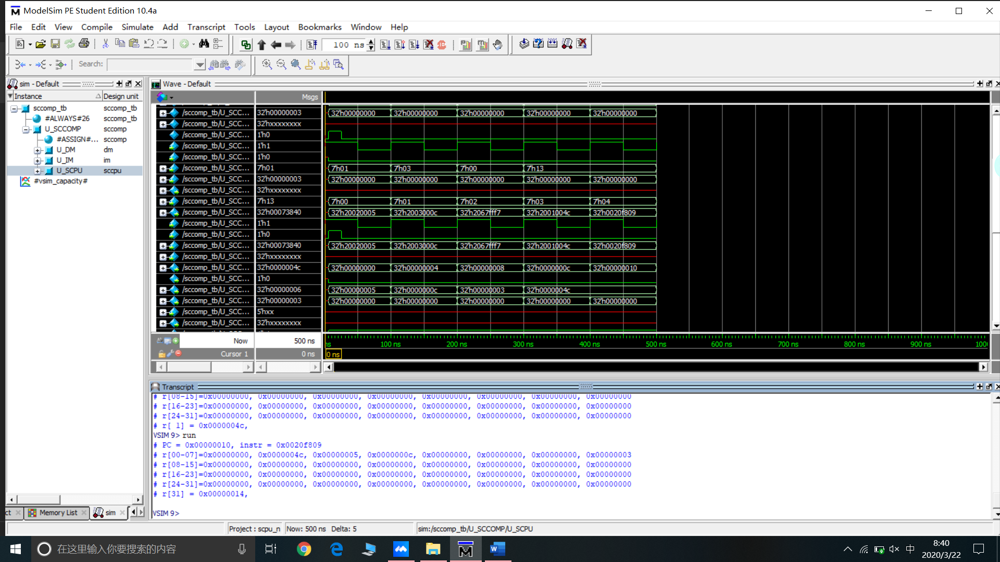 ModelSim PE Student Edition 10.4a
File Edit View Compile Simulate Add Transcript Tools Layout Bookmarks Window Help
100 ns
Search:
sim - Default
Instance Design unit
sccomp_tb sccomp_tb
#ALWAYS#26 sccomp_tb
U_SCCOMP sccomp
#ASSIGN#... sccomp
U_DM dm
U_IM im
U_SCPU sccpu
#vsim_capacity#
Wave - Default
Msgs
/sccomp_tb/U_SCC... 32'h00000003 32'h00000000 32'h00000000 32'h00000000 32'h00000000 32'h00000000
/sccomp_tb/U_SCC... 32'hxxxxxxxx
/sccomp_tb/U_SCC... 1'h0
/sccomp_tb/U_SCC... 1'h1
/sccomp_tb/U_SCC... 1'h0
/sccomp_tb/U_SCC... 7'h01 7'h01 7'h03 7'h00 7'h13
/sccomp_tb/U_SCC... 32'h00000003 32'h00000000 32'h00000000 32'h00000000 32'h00000000 32'h00000000
/sccomp_tb/U_SCC... 32'hxxxxxxxx
/sccomp_tb/U_SCC... 7'h13 7'h00 7'h01 7'h02 7'h03 7'h04
/sccomp_tb/U_SCC... 32'h00073840 32'h20020005 32'h2003000c 32'h2067fff7 32'h2001004c 32'h0020f809
/sccomp_tb/U_SCC... 1'h1
/sccomp_tb/U_SCC... 1'h0
/sccomp_tb/U_SCC... 32'h00073840 32'h20020005 32'h2003000c 32'h2067fff7 32'h2001004c 32'h0020f809
/sccomp_tb/U_SCC... 32'hxxxxxxxx
/sccomp_tb/U_SCC... 32'h0000004c 32'h00000000 32'h00000004 32'h00000008 32'h0000000c 32'h00000010
/sccomp_tb/U_SCC... 1'h0
/sccomp_tb/U_SCC... 32'h00000006 32'h00000005 32'h0000000c 32'h00000003 32'h0000004c
/sccomp_tb/U_SCC... 32'h00000003 32'h00000000 32'h00000000 32'h00000000 32'h00000000 32'h00000000
/sccomp_tb/U_SCC... 5'hxx
/sccomp_tb/U_SCC... 32'hxxxxxxxx
Now 500 ns
ns 100 ns 200 ns 300 ns 400 ns 500 ns 600 ns 700 ns 800 ns 900 ns 100
Cursor 1 0 ns 0 ns
Transcript
# r[08-15]=0x00000000, 0x00000000, 0x00000000, 0x00000000, 0x00000000, 0x00000000, 0x00000000, 0x00000000
# r[16-23]=0x00000000, 0x00000000, 0x00000000, 0x00000000, 0x00000000, 0x00000000, 0x00000000, 0x00000000
# r[24-31]=0x00000000, 0x00000000, 0x00000000, 0x00000000, 0x00000000, 0x00000000, 0x00000000, 0x00000000
# r[ 1] = 0x0000004c,
VSIM 9> run
# PC = 0x00000010, instr = 0x0020f809
# r[00-07]=0x00000000, 0x0000004c, 0x00000005, 0x0000000c, 0x00000000, 0x00000000, 0x00000000, 0x00000003
# r[08-15]=0x00000000, 0x00000000, 0x00000000, 0x00000000, 0x00000000, 0x00000000, 0x00000000, 0x00000000
# r[16-23]=0x00000000, 0x00000000, 0x00000000, 0x00000000, 0x00000000, 0x00000000, 0x00000000, 0x00000000
# r[24-31]=0x00000000, 0x00000000, 0x00000000, 0x00000000, 0x00000000, 0x00000000, 0x00000000, 0x00000000
# r[31] = 0x00000014,
VSIM 9>
ct Memory List sim
Project : scpu_n Now: 500 ns Delta: 5 sim:/sccomp_tb/U_SCCOMP/U_SCPU
在这里输入你要搜索的内容
中
8:40
2020/3/22